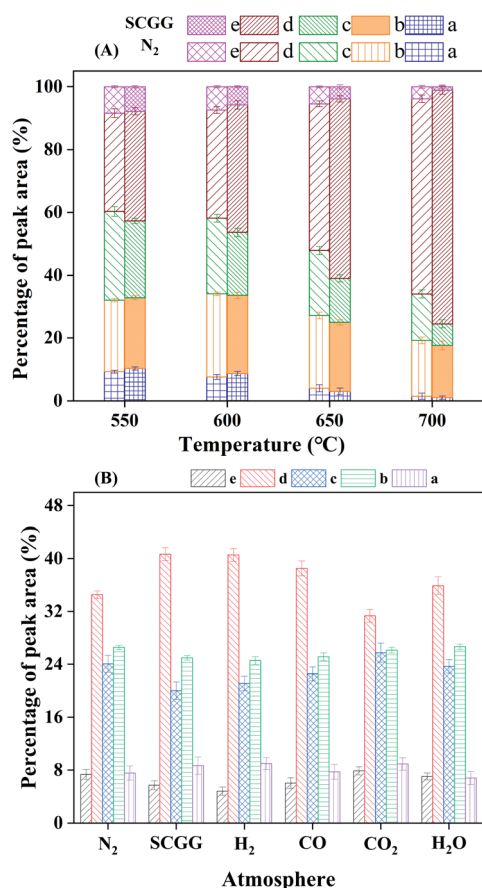 SCGG e d c b a
(A) N₂ e d c b a
Percentage of peak area (%)
100
80
60
40
20
0
550 600 650 700
Temperature (°C)
(B) e d c b a
Percentage of peak area (%)
48
40
32
24
16
8
0
N₂ SCGG H₂ CO CO₂ H₂O
Atmosphere